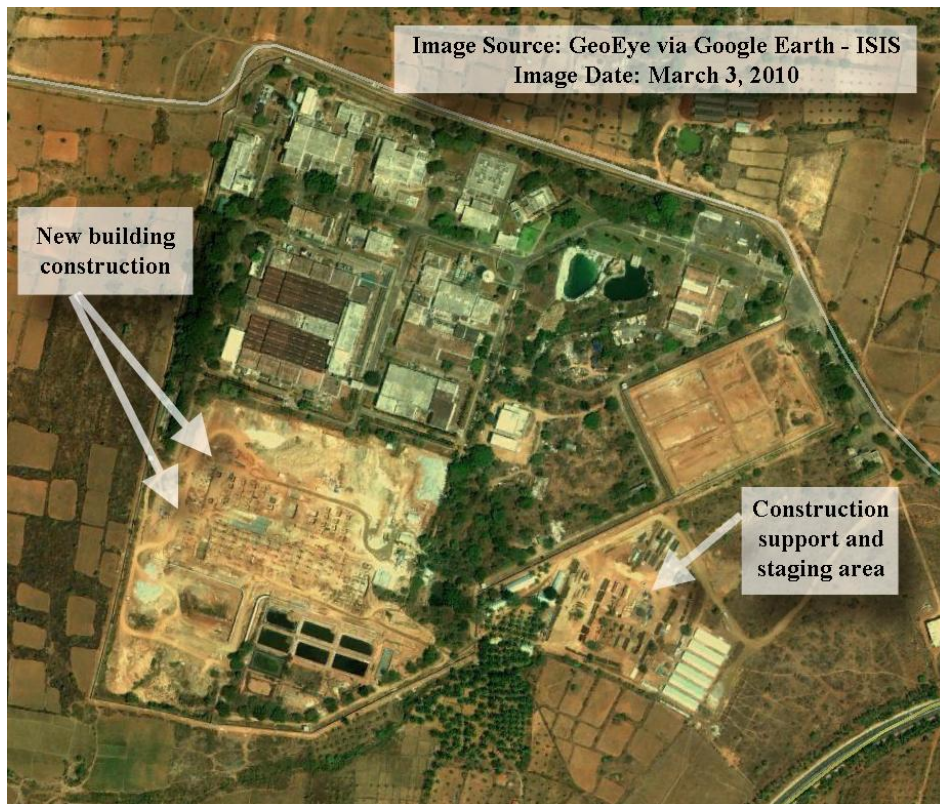 Image Source: GeoEye via Google Earth - ISIS
Image Date: March 3, 2010
New building
construction
Construction
support and
staging area